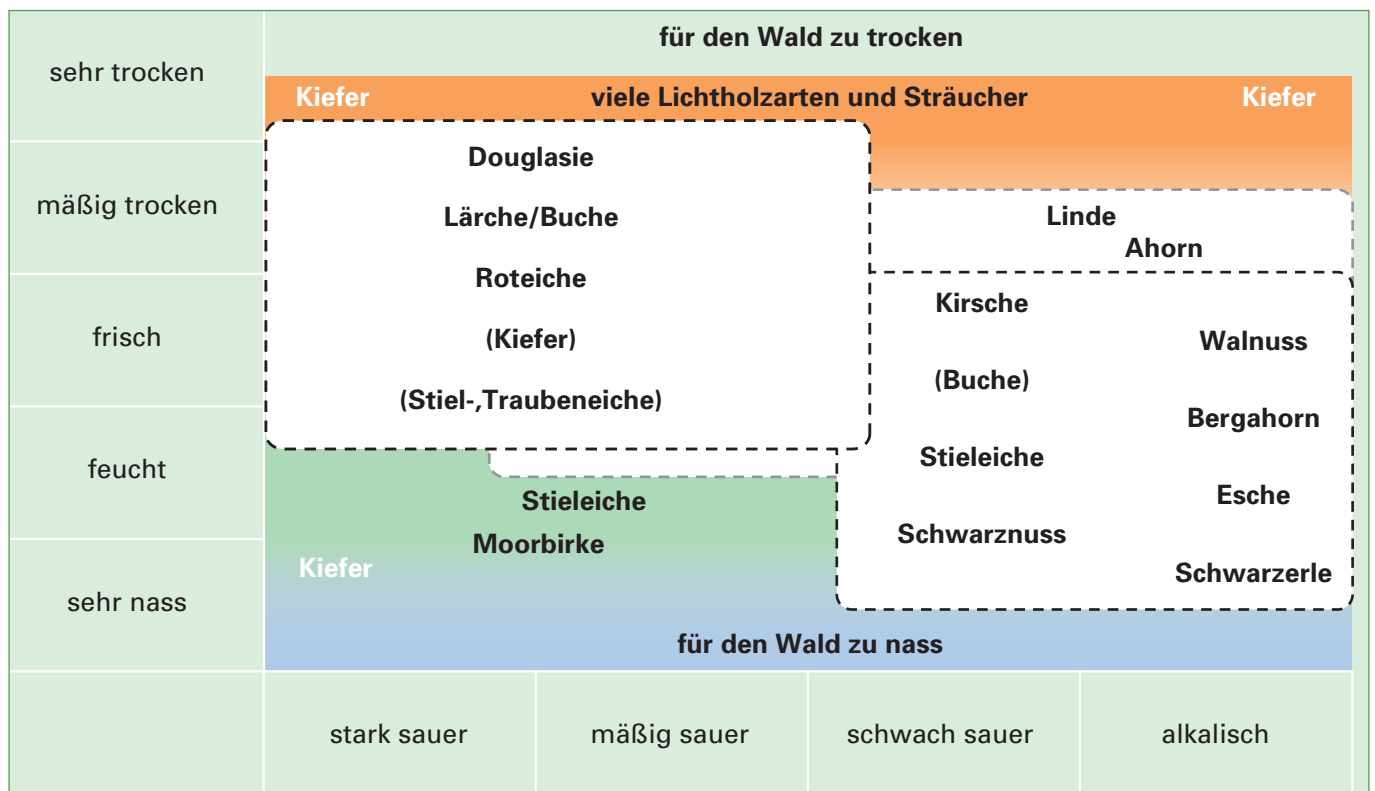 für den Wald zu trocken
sehr trocken
Kiefer
viele Lichtholzarten und Sträucher
Kiefer
Douglasie
mäßig trocken
Lärche/Buche
Linde
Ahorn
Roteiche
Kirsche
frisch
(Kiefer)
Walnuss
(Buche)
(Stiel-,Traubeneiche)
Bergahorn
feucht
Stieleiche
Esche
Stieleiche
Schwarznuss
Moorbirke
Kiefer
Schwarzerle
sehr nass
für den Wald zu nass
stark sauer
mäßig sauer
schwach sauer
alkalisch